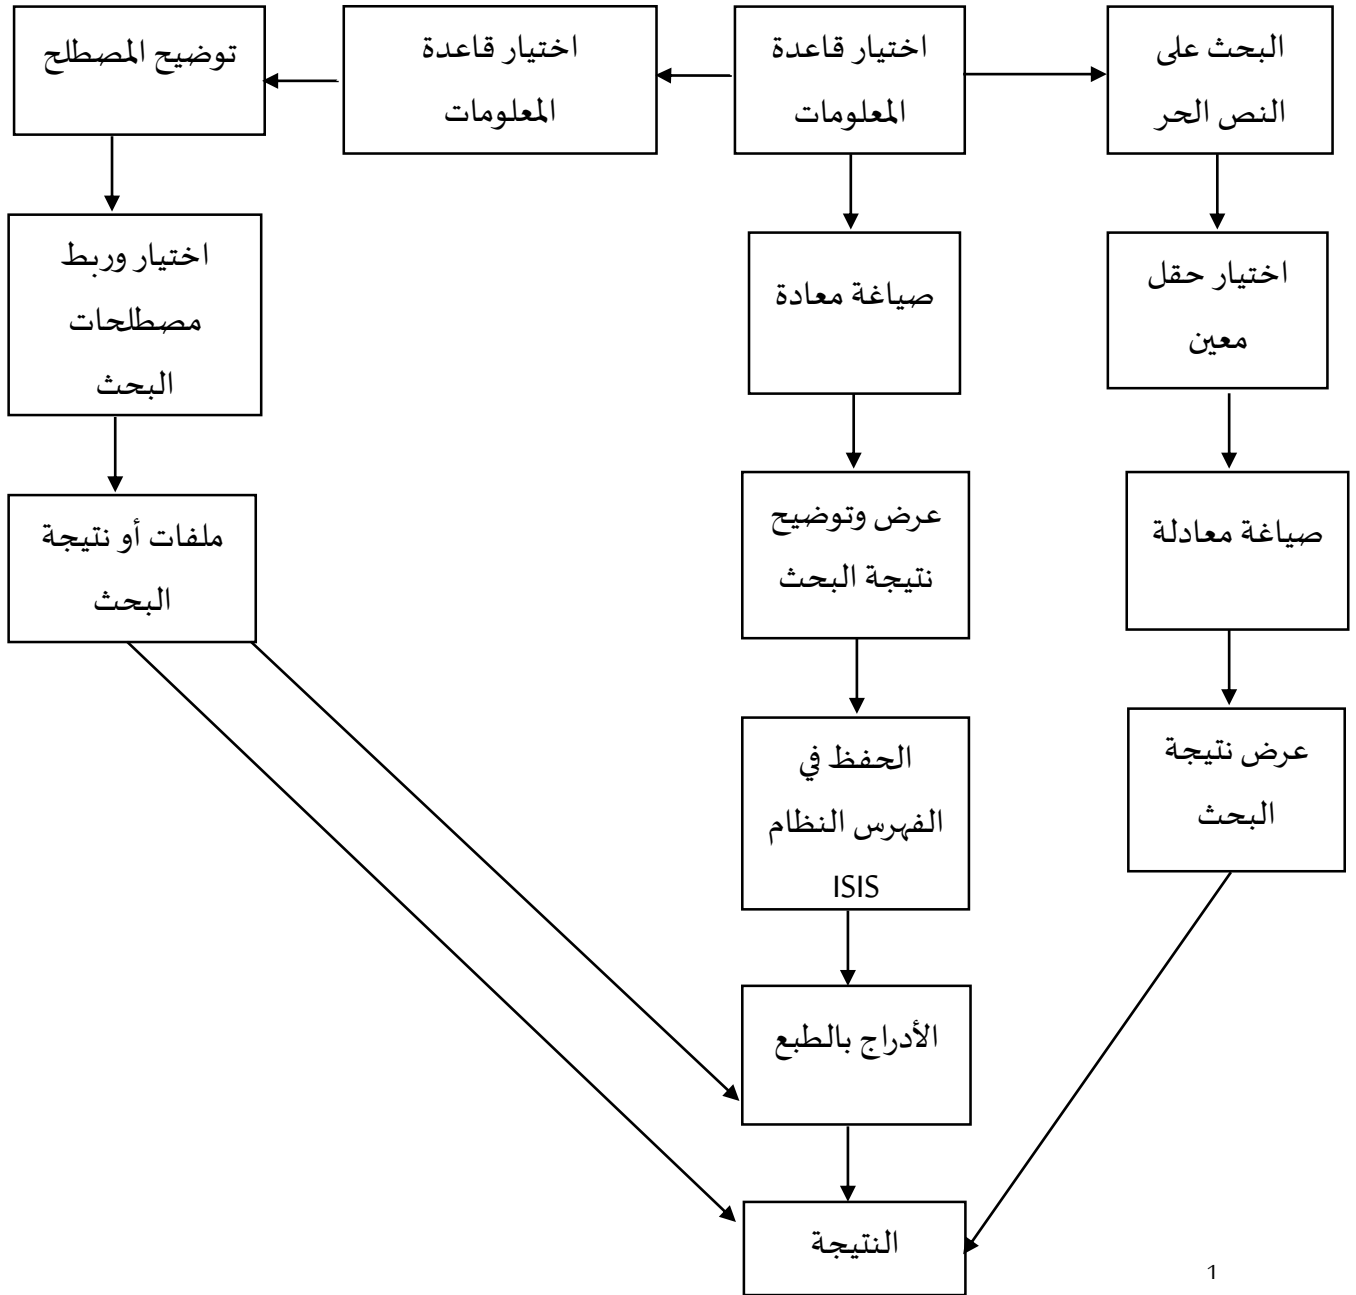 البحث على
النص الحر
اختيار قاعدة
المعلومات
اختيار قاعدة
المعلومات
توضيح المصطلح
اختيار حقل
معين
صياغة معادة
اختيار وربط
مصطلحات
البحث
صياغة معادلة
عرض وتوضيح
نتيجة البحث
ملفات أو نتيجة
البحث
عرض نتيجة
البحث
الحفظ في
الفهرس النظام
ISIS
الأدراج بالطبع
النتيجة
1